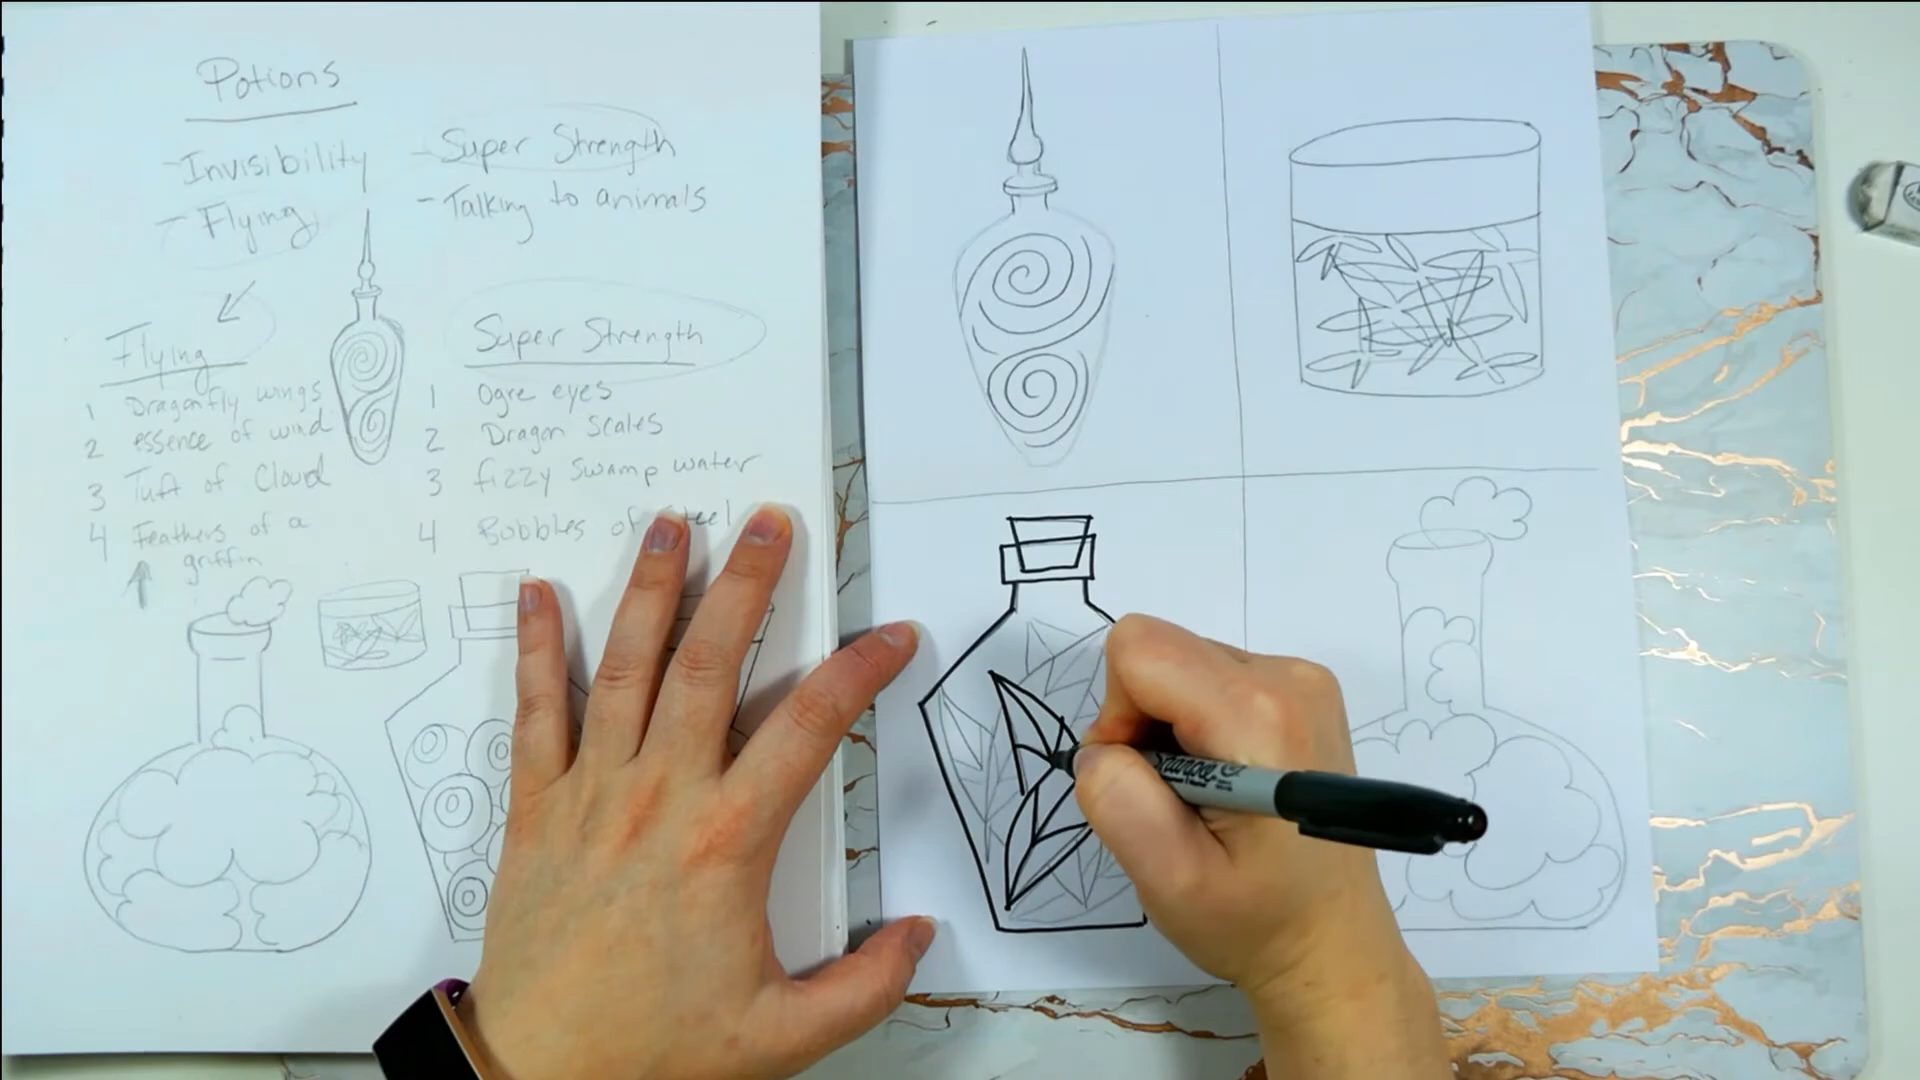 Potions
- Invisibility
- Flying
- Super Strength
- Talking to animals
Flying
1 Dragonfly wings
2 essence of wind
3 Tuft of Cloud
4 Feathers of a
griffin
Super Strength
1 Ogre eyes
2 Dragon Scales
3 fizzy Swamp water
4 Bobbles of Steel
Sharpie